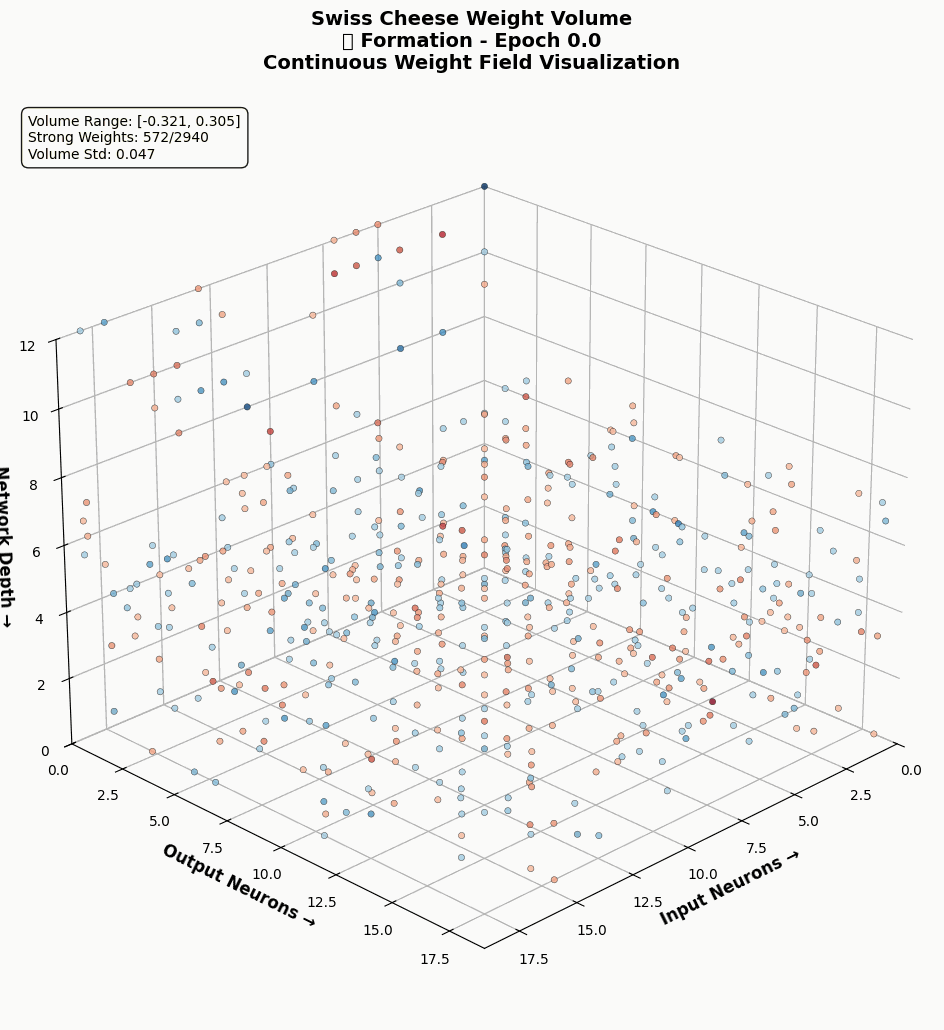 Swiss Cheese Weight Volume
▯ Formation - Epoch 0.0
Continuous Weight Field Visualization
Volume Range: [-0.321, 0.305]
Strong Weights: 572/2940
Volume Std: 0.047
12
10
8
6
4
2
0
Network Depth →
0.0
2.5
5.0
7.5
10.0
12.5
15.0
17.5
Output Neurons →
0.0
2.5
5.0
7.5
10.0
12.5
15.0
17.5
Input Neurons →